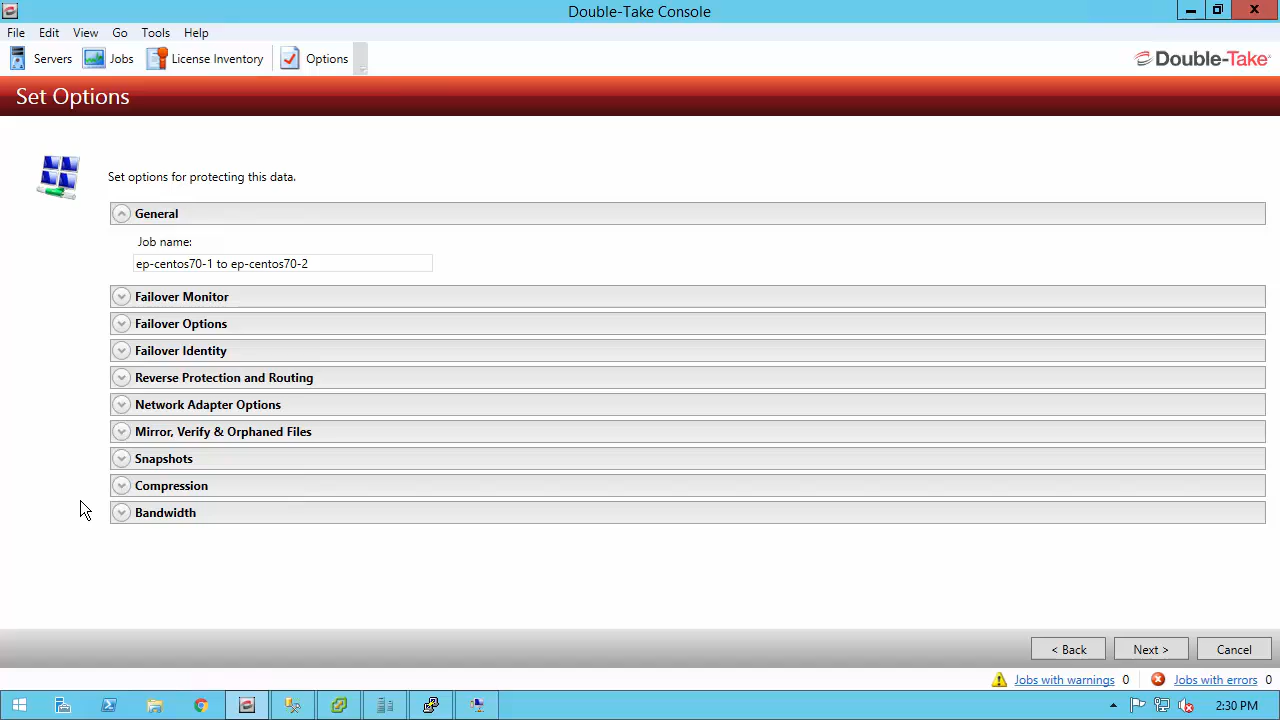 Double-Take Console
File Edit View Go Tools Help
Servers Jobs License Inventory Options
Double-Take
Set Options
Set options for protecting this data.
General
Job name:
ep-centos70-1 to ep-centos70-2
Failover Monitor
Failover Options
Failover Identity
Reverse Protection and Routing
Network Adapter Options
Mirror, Verify & Orphaned Files
Snapshots
Compression
Bandwidth
< Back Next > Cancel
Jobs with warnings 0 Jobs with errors 0
2:30 PM